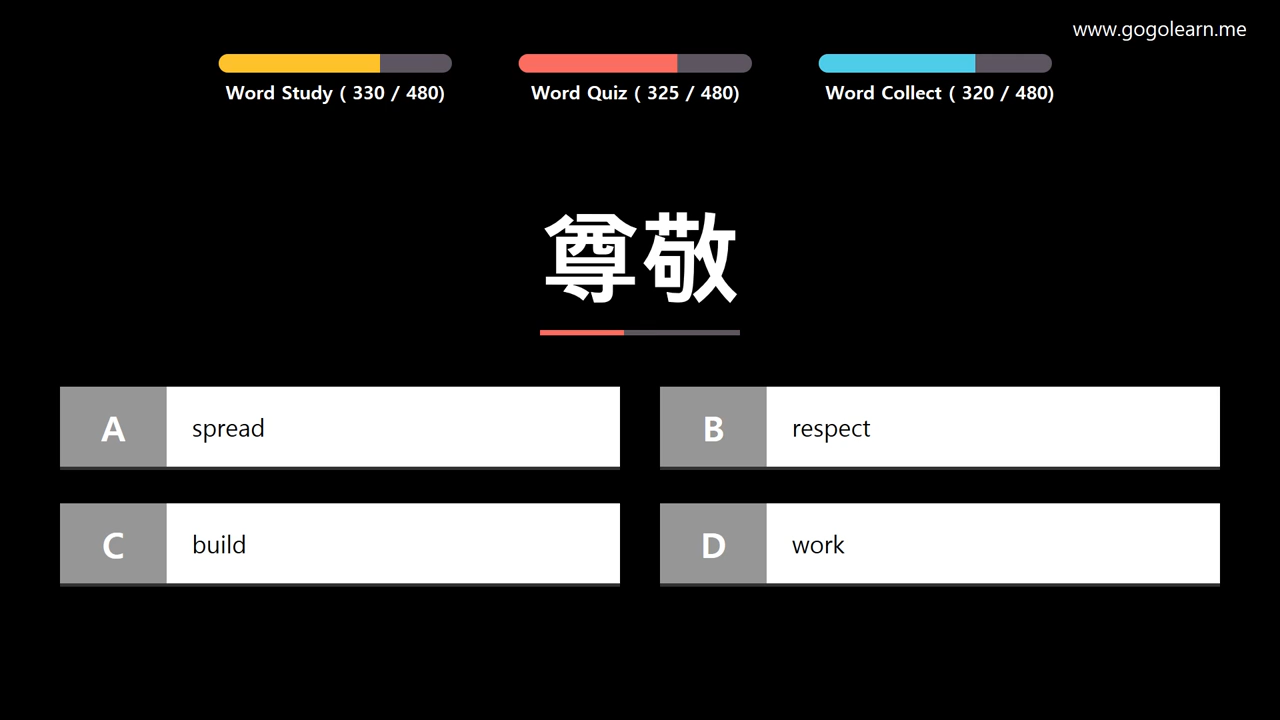 www.gogolearn.me
Word Study ( 330 / 480)
Word Quiz ( 325 / 480)
Word Collect ( 320 / 480)
尊敬
A spread
B respect
C build
D work